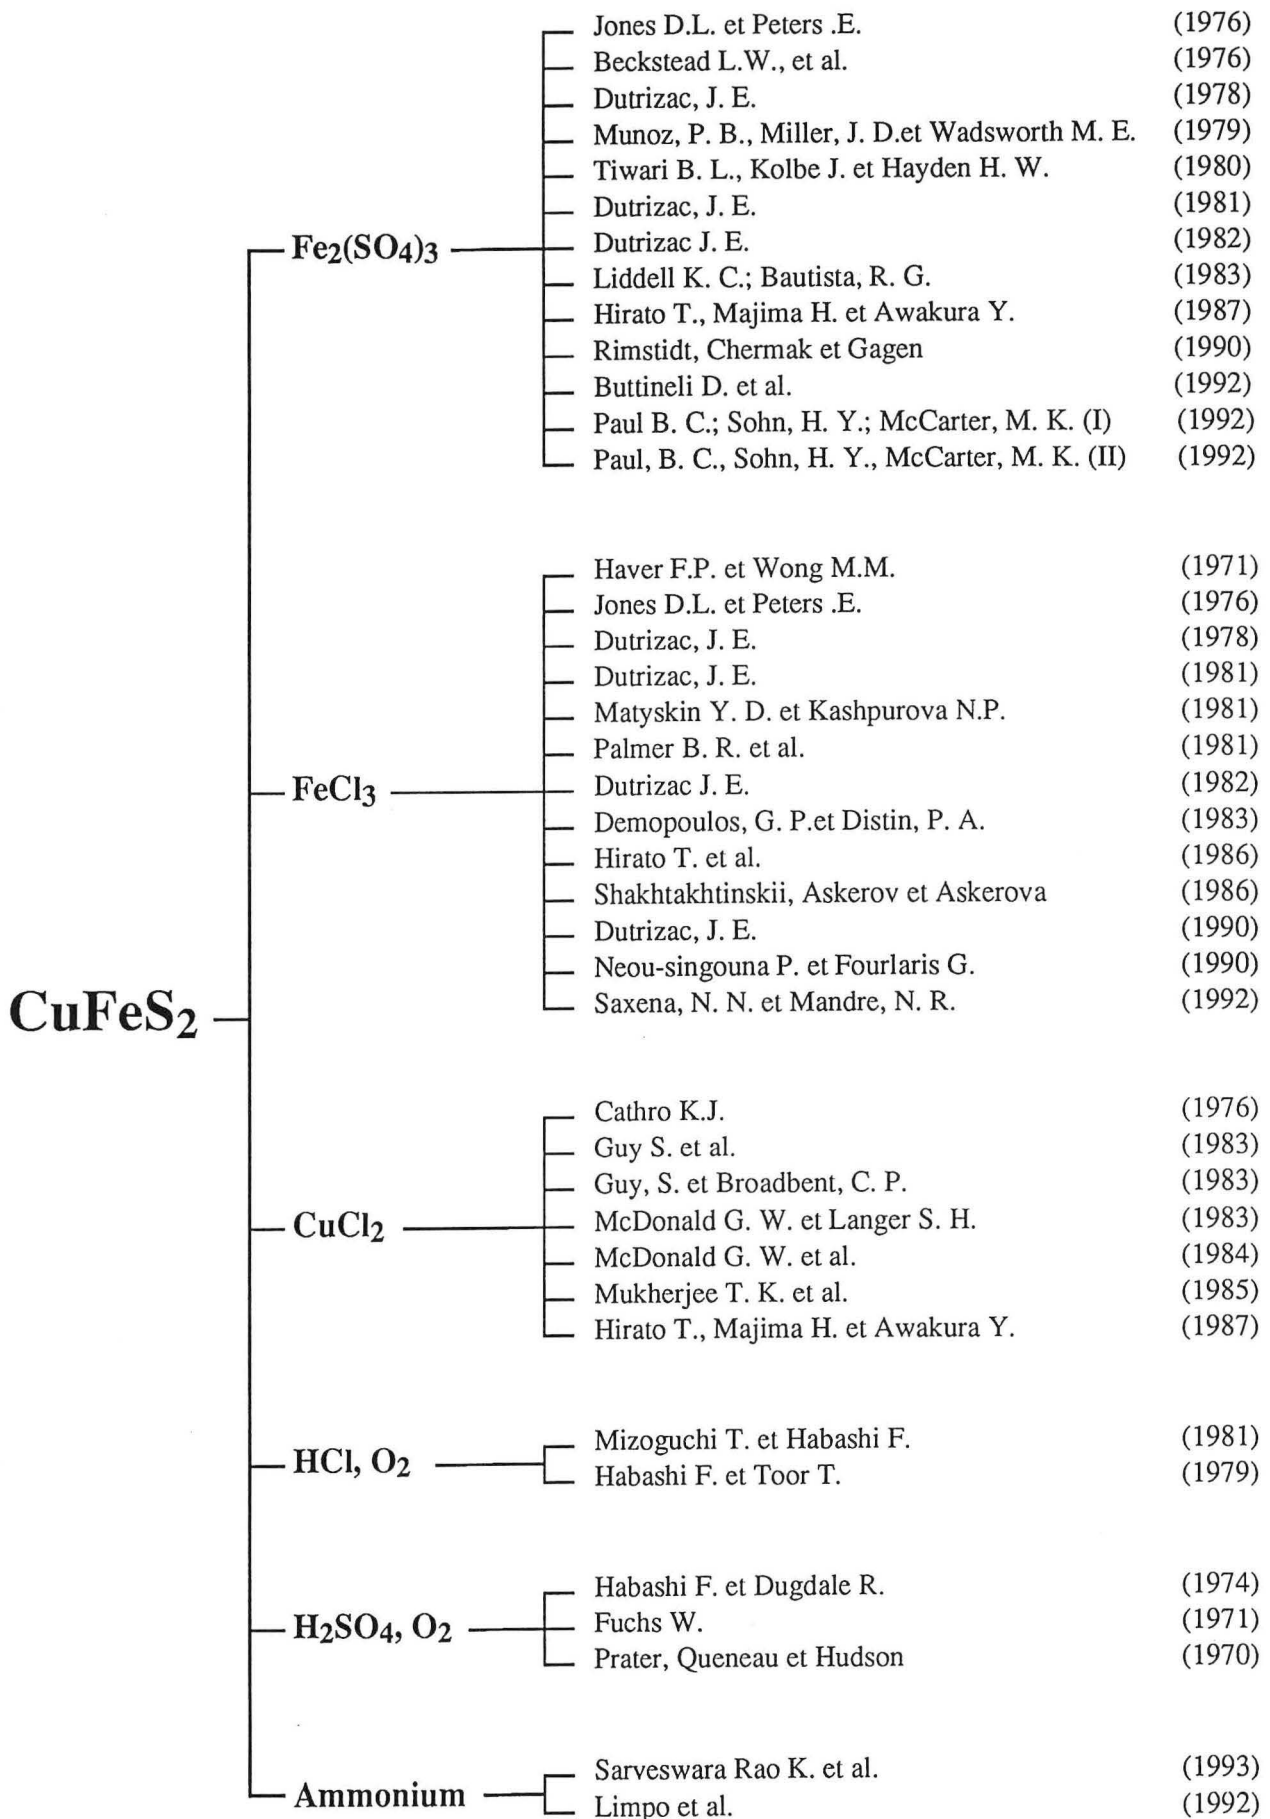 Jones D.L. et Peters .E. (1976)
Beckstead L.W., et al. (1976)
Dutrizac, J. E. (1978)
Munoz, P. B., Miller, J. D.et Wadsworth M. E. (1979)
Tiwari B. L., Kolbe J. et Hayden H. W. (1980)
Dutrizac, J. E. (1981)
Fe2(SO4)3 Dutrizac J. E. (1982)
Liddell K. C.; Bautista, R. G. (1983)
Hirato T., Majima H. et Awakura Y. (1987)
Rimstidt, Chermak et Gagen (1990)
Buttineli D. et al. (1992)
Paul B. C.; Sohn, H. Y.; McCarter, M. K. (I) (1992)
Paul, B. C., Sohn, H. Y., McCarter, M. K. (II) (1992)
Haver F.P. et Wong M.M. (1971)
Jones D.L. et Peters .E. (1976)
Dutrizac, J. E. (1978)
Dutrizac, J. E. (1981)
Matyskin Y. D. et Kashpurova N.P. (1981)
Palmer B. R. et al. (1981)
FeCl3 Dutrizac J. E. (1982)
Demopoulos, G. P.et Distin, P. A. (1983)
Hirato T. et al. (1986)
Shakhtakhtinskii, Askerov et Askerova (1986)
Dutrizac, J. E. (1990)
Neou-singouna P. et Fourlaris G. (1990)
Saxena, N. N. et Mandre, N. R. (1992)
CuFeS2
Cathro K.J. (1976)
Guy S. et al. (1983)
Guy, S. et Broadbent, C. P. (1983)
CuCl2 McDonald G. W. et Langer S. H. (1983)
McDonald G. W. et al. (1984)
Mukherjee T. K. et al. (1985)
Hirato T., Majima H. et Awakura Y. (1987)
Mizoguchi T. et Habashi F. (1981)
HCl, O2
Habashi F. et Toor T. (1979)
Habashi F. et Dugdale R. (1974)
H2SO4, O2 Fuchs W. (1971)
Prater, Queneau et Hudson (1970)
Sarveswara Rao K. et al. (1993)
Ammonium
Limpo et al. (1992)